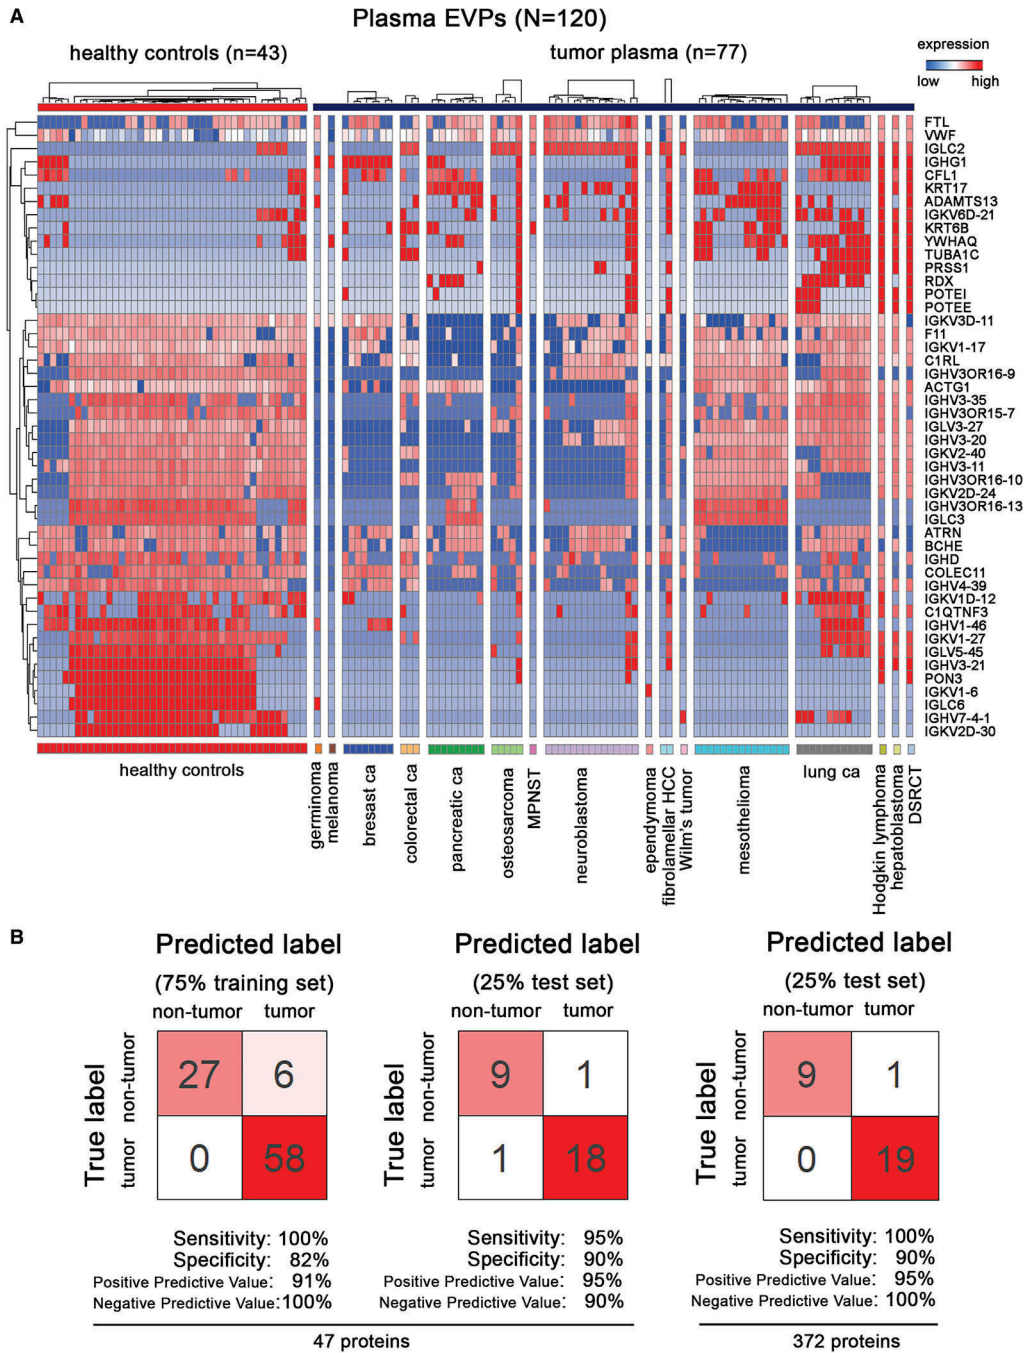 A
Plasma EVPs (N=120)
healthy controls (n=43)
tumor plasma (n=77)
expression
low high
FTL
VWF
IGLC2
IGHG1
CFL1
KRT17
ADAMTS13
IGKV6D-21
KRT6B
YWHAQ
TUBA1C
PRSS1
RDX
POTEI
POTEE
IGKV3D-11
F11
IGKV1-17
C1RL
IGHV3OR16-9
ACTG1
IGHV3-35
IGHV3OR15-7
IGLV3-27
IGHV3-20
IGKV2-40
IGHV3-11
IGHV3OR16-10
IGKV2D-24
IGHV3OR16-13
IGLC3
ATRN
BCHE
IGHD
COLEC11
IGHV4-39
IGKV1D-12
C1QTNF3
IGHV1-46
IGKV1-27
IGLV5-45
IGHV3-21
PON3
IGKV1-6
IGLC6
IGHV7-4-1
IGKV2D-30
healthy controls
germinoma
melanoma
breast ca
colorectal ca
pancreatic ca
osteosarcoma
MPNST
neuroblastoma
ependymoma
fibrolamellar HCC
Wilm's tumor
mesothelioma
lung ca
Hodgkin lymphoma
hepatoblastoma
DSRCT
B
Predicted label
(75% training set)
non-tumor tumor
True label
non-tumor
tumor
27 6
0 58
Sensitivity: 100%
Specificity: 82%
Positive Predictive Value: 91%
Negative Predictive Value: 100%
Predicted label
(25% test set)
non-tumor tumor
True label
non-tumor
tumor
9 1
1 18
Sensitivity: 95%
Specificity: 90%
Positive Predictive Value: 95%
Negative Predictive Value: 90%
47 proteins
Predicted label
(25% test set)
non-tumor tumor
True label
non-tumor
tumor
9 1
0 19
Sensitivity: 100%
Specificity: 90%
Positive Predictive Value: 95%
Negative Predictive Value: 100%
372 proteins